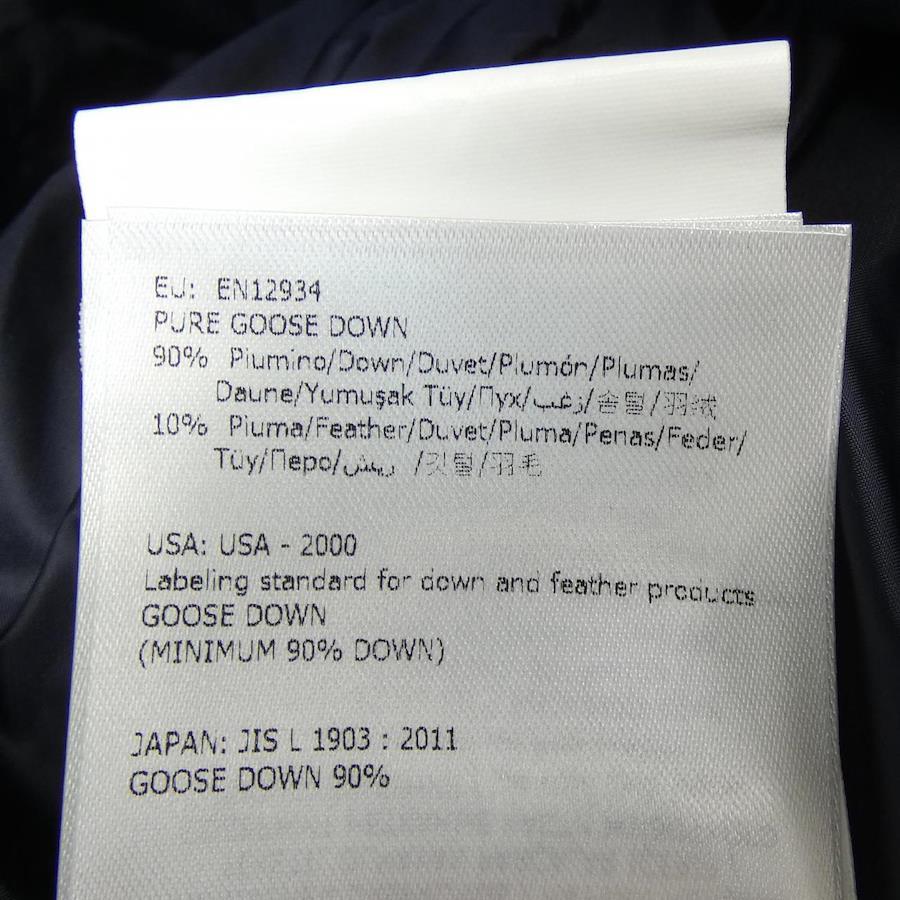 EU: EN12934
PURE GOOSE DOWN
90% Piumino/Down/Duvet/Plumón/Plumas/
Daune/Yumuşak Tüy/Пух/زغب/솜털/羽绒
10% Piuma/Feather/Duvet/Pluma/Penas/Feder/
Tüy/Перо/ريش /깃털/羽毛
USA: USA - 2000
Labeling standard for down and feather products
GOOSE DOWN
(MINIMUM 90% DOWN)
JAPAN: JIS L 1903 : 2011
GOOSE DOWN 90%